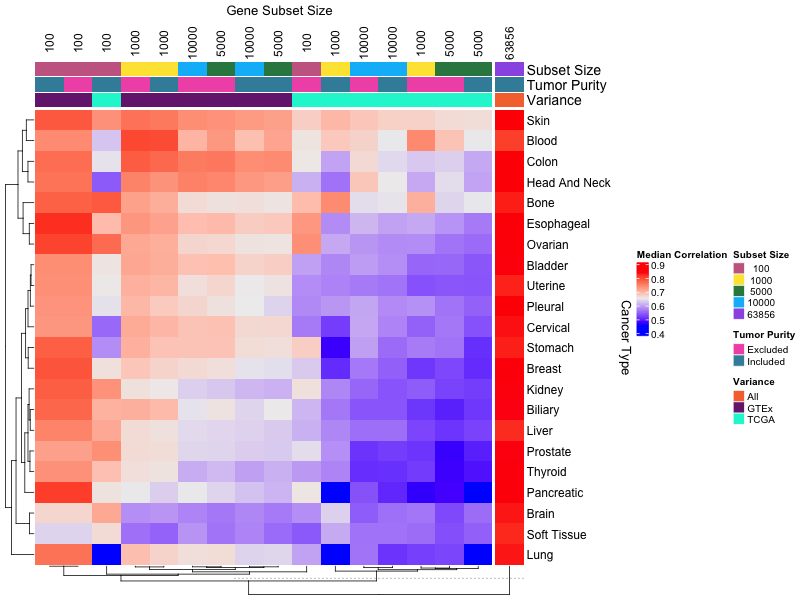 Gene Subset Size
100 100 100 1000 1000 10000 5000 10000 5000 100 1000 10000 10000 1000 5000 5000 63856
Subset Size
Tumor Purity
Variance
Skin
Blood
Colon
Head And Neck
Bone
Esophageal
Ovarian
Bladder
Uterine
Pleural
Cervical
Stomach
Breast
Kidney
Biliary
Liver
Prostate
Thyroid
Pancreatic
Brain
Soft Tissue
Lung
Cancer Type
Median Correlation
0.9
0.8
0.7
0.6
0.5
0.4
Subset Size
100
1000
5000
10000
63856
Tumor Purity
Excluded
Included
Variance
All
GTEx
TCGA